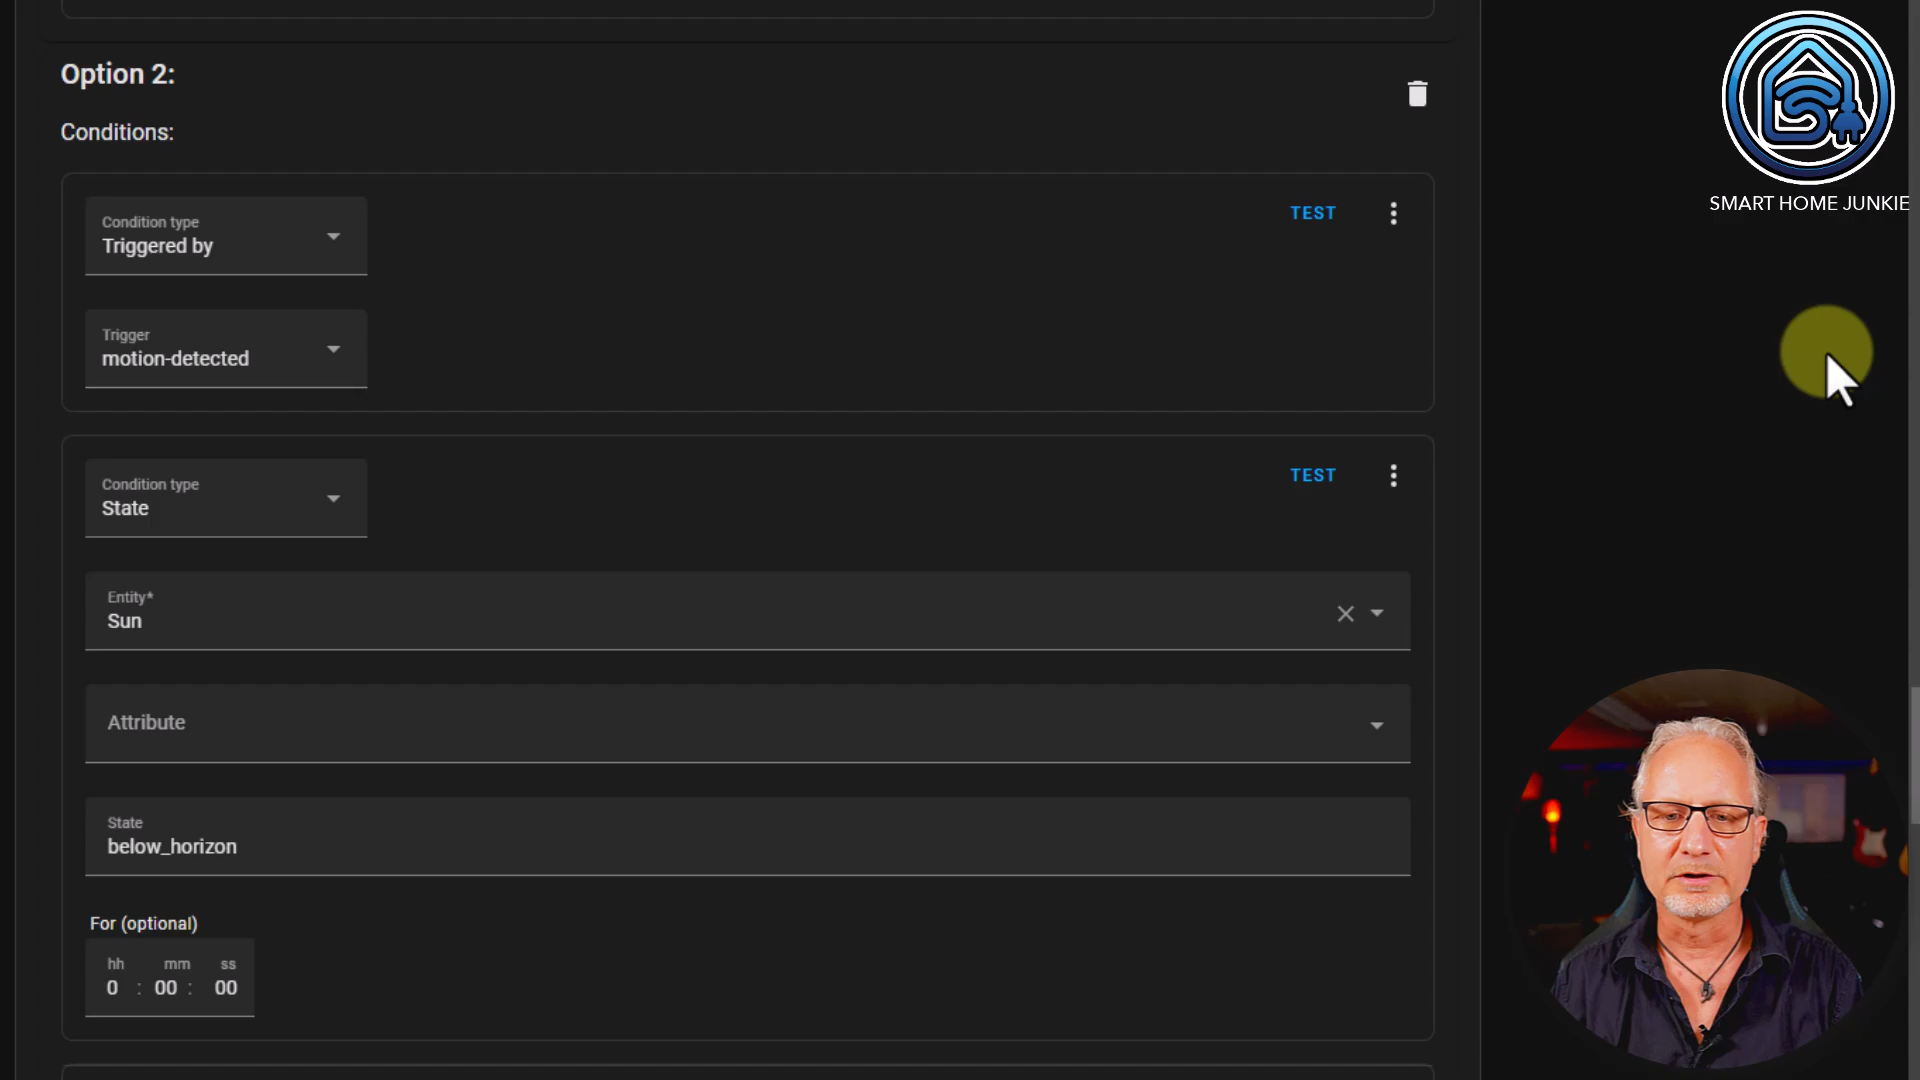 Option 2:
Conditions:
Condition type
Triggered by
TEST
Trigger
motion-detected
Condition type
State
TEST
Entity*
Sun
Attribute
State
below_horizon
For (optional)
hh mm ss
0 : 00 : 00
SMART HOME JUNKIE